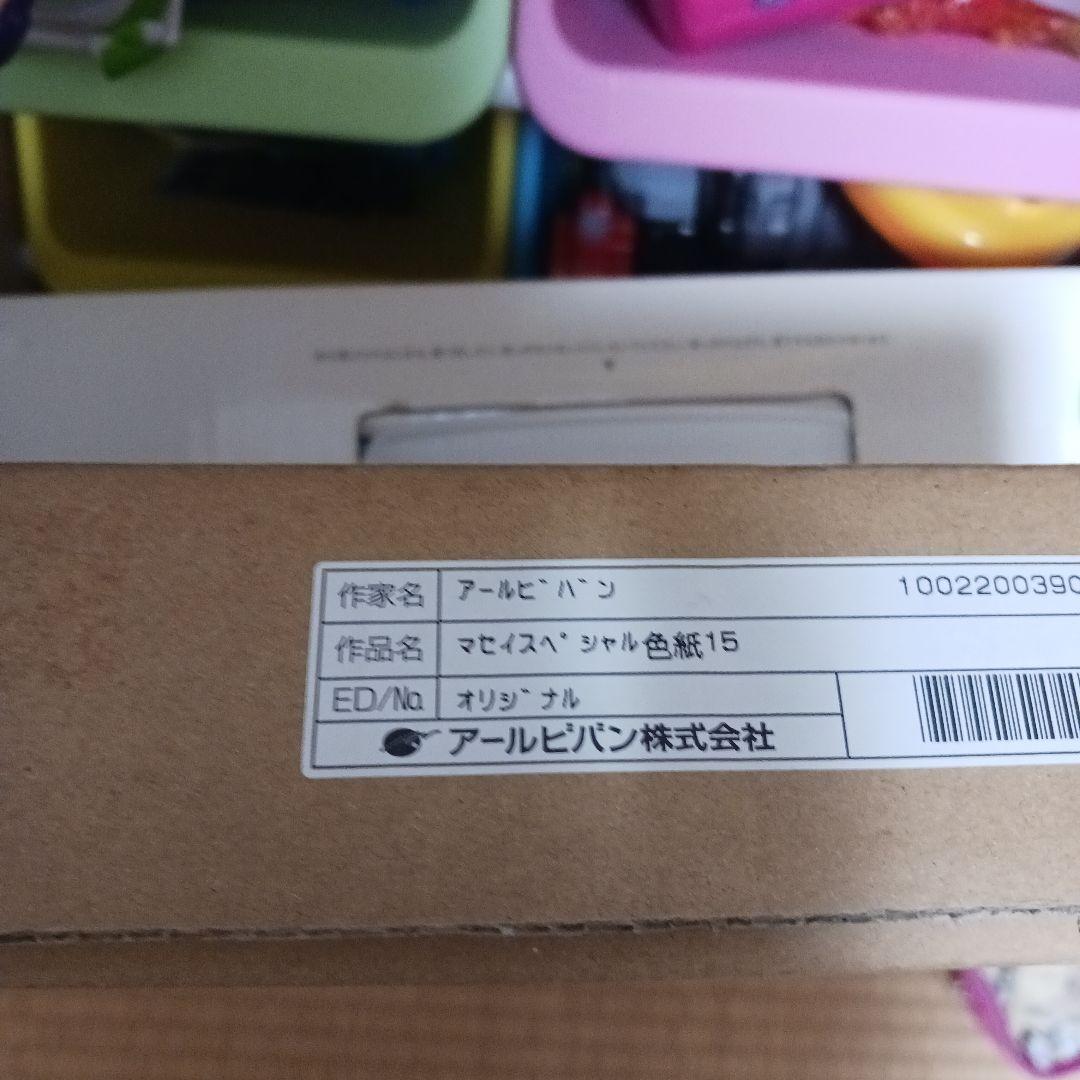 作家名 アールビバン 1002200390
作品名 マセイスペシャル色紙15
ED/No. オリジナル
アールビバン株式会社